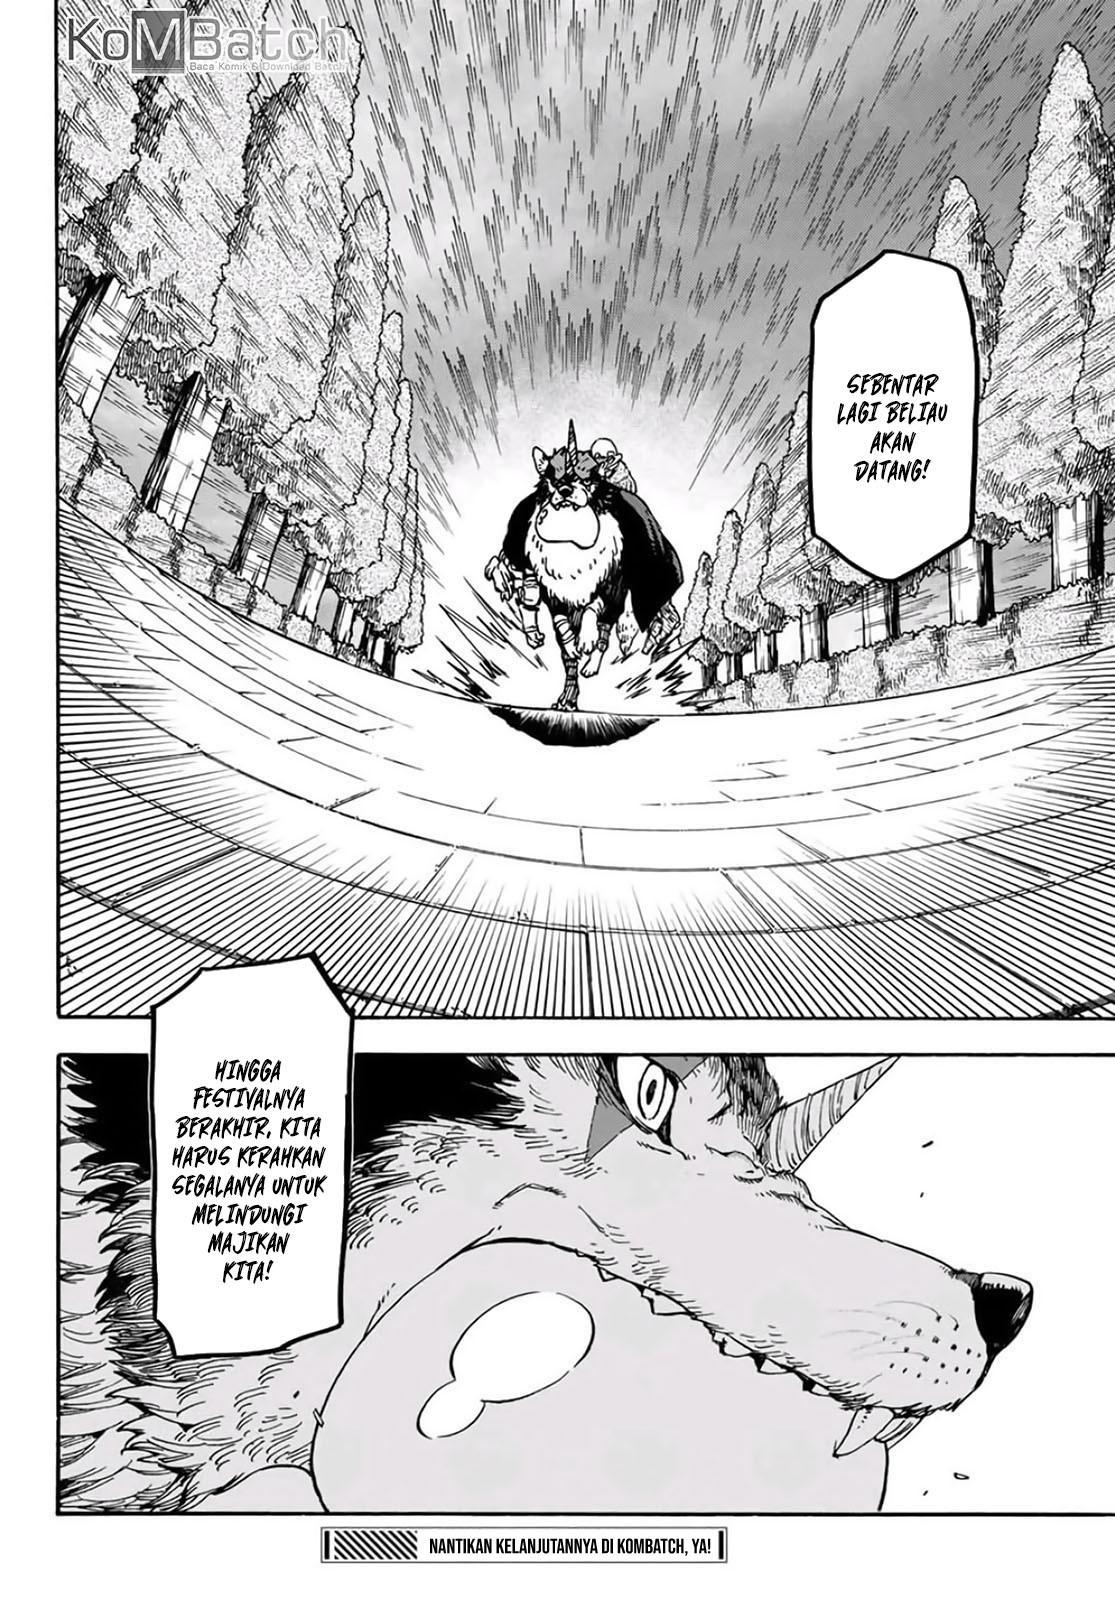 KoMBatch
Baca Komik & Download Batch
SEBENTAR
LAGI BELIAU
AKAN
DATANG!
HINGGA
FESTIVALNYA
BERAKHIR, KITA
HARUS KERAHKAN
SEGALANYA UNTUK
MELINDUNGI
MAJIKAN
KITA!
NANTIKAN KELANJUTANNYA DI KOMBATCH, YA!